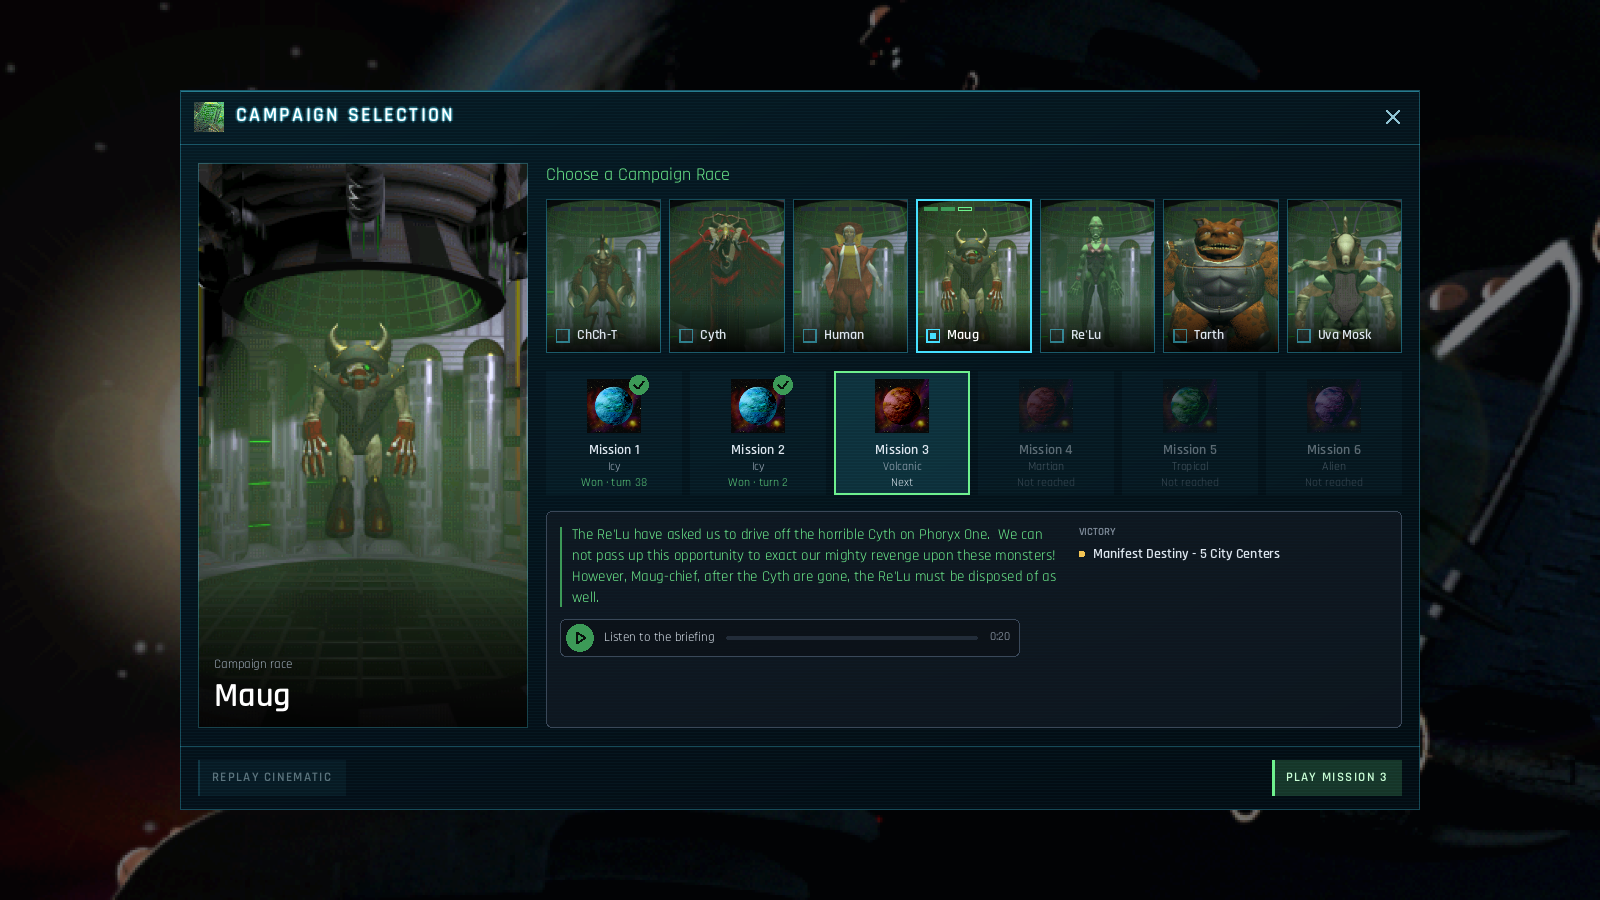 CAMPAIGN SELECTION
Campaign race
Maug
Choose a Campaign Race
ChCh-T
Cyth
Human
Maug
Re'Lu
Tarth
Uva Mosk
Mission 1
Icy
Won · turn 38
Mission 2
Icy
Won · turn 2
Mission 3
Volcanic
Next
Mission 4
Martian
Not reached
Mission 5
Tropical
Not reached
Mission 6
Alien
Not reached
The Re'Lu have asked us to drive off the horrible Cyth on Phoryx One.  We can
not pass up this opportunity to exact our mighty revenge upon these monsters!
However, Maug-chief, after the Cyth are gone, the Re'Lu must be disposed of as
well.
Listen to the briefing
0:20
VICTORY
Manifest Destiny - 5 City Centers
REPLAY CINEMATIC
PLAY MISSION 3